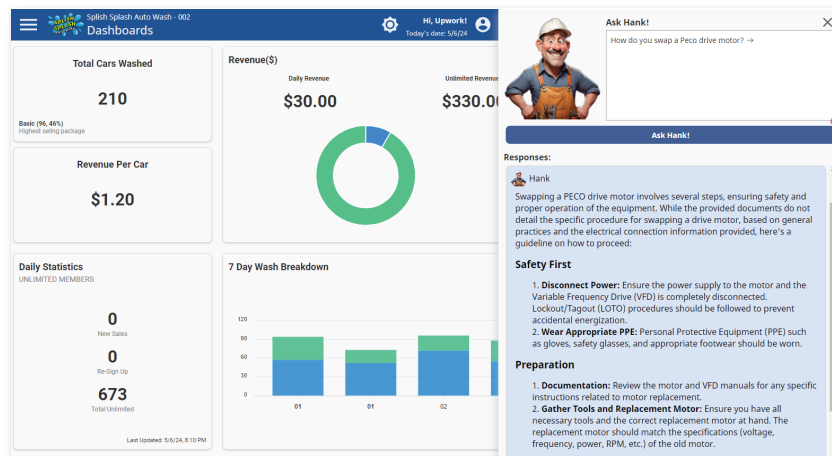 Splish Splash Auto Wash - 002
Dashboards
Hi, Upwork!
Today's date: 5/6/24
Total Cars Washed
210
Basic (96, 46%)
Highest selling package
Revenue Per Car
$1.20
Revenue($)
Daily Revenue
$30.00
Unlimited Revenue
$330.0
Daily Statistics
UNLIMITED MEMBERS
0
New Sales
0
Re-Sign Up
673
Total Unlimited
Last Updated: 5/6/24, 8:10 PM
7 Day Wash Breakdown
120
90
60
30
0
01
01
02
Ask Hank!
How do you swap a Peco drive motor? →
Ask Hank!
Responses:
Hank
Swapping a PECO drive motor involves several steps, ensuring safety and
proper operation of the equipment. While the provided documents do not
detail the specific procedure for swapping a drive motor, based on general
practices and the electrical connection information provided, here's a
guideline on how to proceed:
Safety First
1. Disconnect Power: Ensure the power supply to the motor and the
Variable Frequency Drive (VFD) is completely disconnected.
Lockout/Tagout (LOTO) procedures should be followed to prevent
accidental energization.
2. Wear Appropriate PPE: Personal Protective Equipment (PPE) such
as gloves, safety glasses, and appropriate footwear should be worn.
Preparation
1. Documentation: Review the motor and VFD manuals for any specific
instructions related to motor replacement.
2. Gather Tools and Replacement Motor: Ensure you have all
necessary tools and the correct replacement motor at hand. The
replacement motor should match the specifications (voltage,
frequency, power, RPM, etc.) of the old motor.